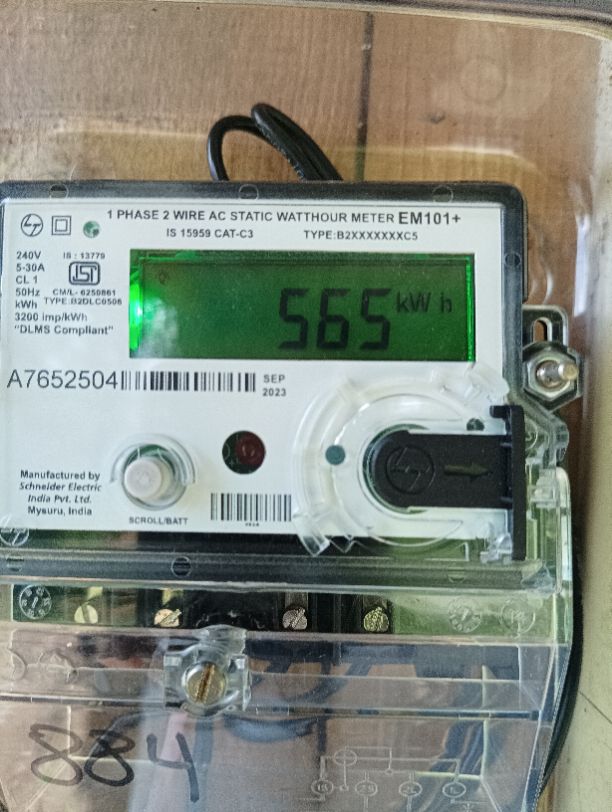 1 PHASE 2 WIRE AC STATIC WATTHOUR METER EM101+
IS 15959 CAT-C3 TYPE:B2XXXXXXXC5
240V
5-30A
CL 1
50Hz
kWh
3200 imp/kWh
"DLMS Compliant"
IS : 13779
ISI
CM/L- 6250861
TYPE:B2DLC0506
565 kWh
A7652504
SEP
2023
Manufactured by
Schneider Electric
India Pvt. Ltd.
Mysuru, India
SCROLL/BATT
884